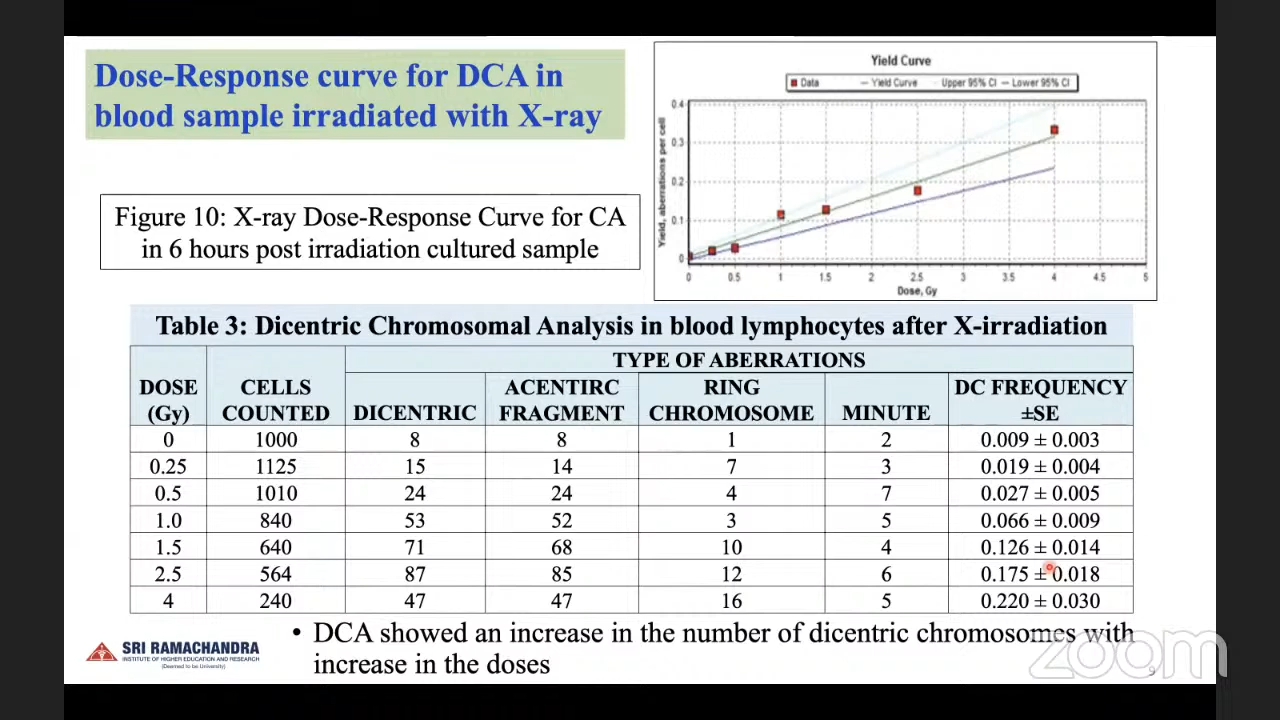 Dose-Response curve for DCA in
blood sample irradiated with X-ray
Figure 10: X-ray Dose-Response Curve for CA
in 6 hours post irradiation cultured sample
Yield Curve
Data Yield Curve Upper 95% CI Lower 95% CI
Yield, aberrations per cell
0.4
0.3
0.2
0.1
0
0 0.5 1 1.5 2 2.5 3 3.5 4 4.5 5
Dose, Gy
Table 3: Dicentric Chromosomal Analysis in blood lymphocytes after X-irradiation
DOSE (Gy) CELLS COUNTED TYPE OF ABERRATIONS
DICENTRIC ACENTIRC FRAGMENT RING CHROMOSOME MINUTE DC FREQUENCY ±SE
0 1000 8 8 1 2 0.009 ± 0.003
0.25 1125 15 14 7 3 0.019 ± 0.004
0.5 1010 24 24 4 7 0.027 ± 0.005
1.0 840 53 52 3 5 0.066 ± 0.009
1.5 640 71 68 10 4 0.126 ± 0.014
2.5 564 87 85 12 6 0.175 ± 0.018
4 240 47 47 16 5 0.220 ± 0.030
• DCA showed an increase in the number of dicentric chromosomes with
increase in the doses
SRI RAMACHANDRA
INSTITUTE OF HIGHER EDUCATION AND RESEARCH
(Deemed to be University)
zoom
9